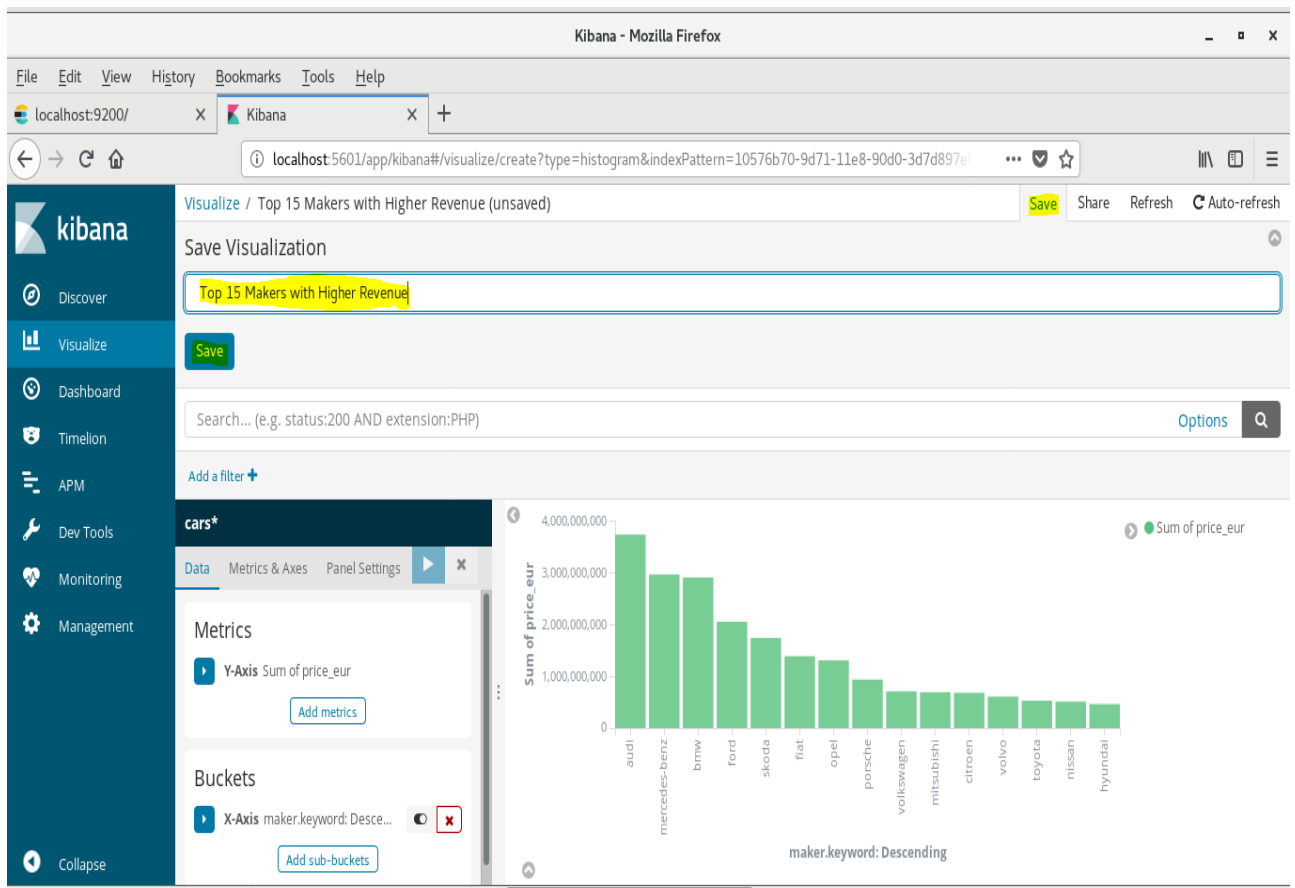 Kibana - Mozilla Firefox
File Edit View History Bookmarks Tools Help
localhost:9200/ Kibana
localhost:5601/app/kibana#/visualize/create?type=histogram&indexPattern=10576b70-9d71-11e8-90d0-3d7d897e
kibana
Visualize / Top 15 Makers with Higher Revenue (unsaved)
Save Share Refresh Auto-refresh
Save Visualization
Top 15 Makers with Higher Revenue
Save
Discover
Visualize
Dashboard
Timelion
APM
Dev Tools
Monitoring
Management
Collapse
Search... (e.g. status:200 AND extension:PHP)
Options
Add a filter
cars*
Data Metrics & Axes Panel Settings
Metrics
Y-Axis Sum of price_eur
Add metrics
Buckets
X-Axis maker.keyword: Desce...
Add sub-buckets
Sum of price_eur
4,000,000,000
3,000,000,000
2,000,000,000
1,000,000,000
0
audi
mercedes-benz
bmw
ford
skoda
fiat
opel
porsche
volkswagen
mitsubishi
citroen
volvo
toyota
nissan
hyundai
maker.keyword: Descending
Sum of price_eur